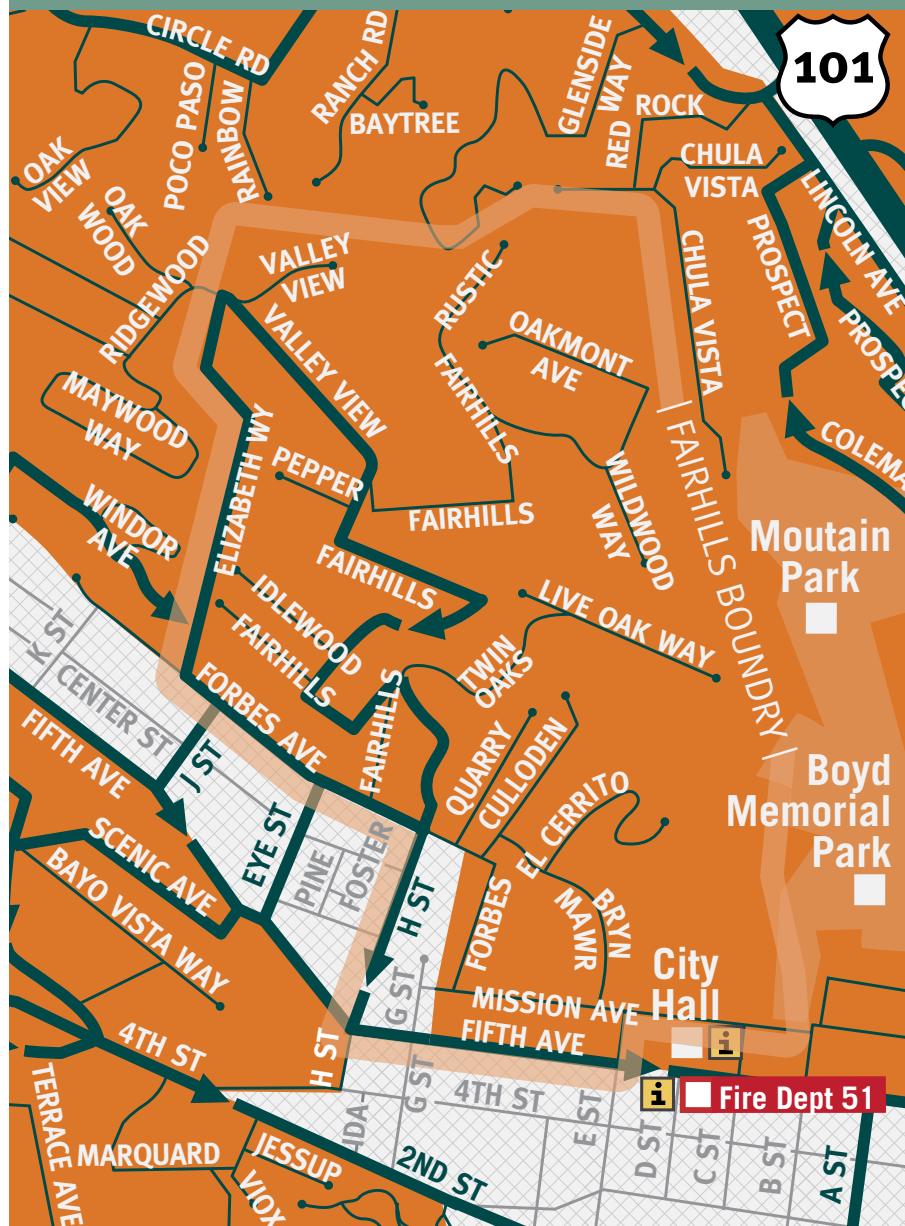 CIRCLE RD
POCO PASO
RAINBOW
RANCH RD
BAYTREE
GLENSIDE
RED WAY
ROCK
101
CHULA
VISTA
OAK
VIEW
OAK
WOOD
RIDGEWOOD
VALLEY
VIEW
VALLEY VIEW
RUSTIC
FAIRHILLS
OAKMONT
AVE
CHULA VISTA
PROSPECT
LINCOLN AVE
PROSPEC
COLEMA
MAYWOOD
WAY
ELIZABETH WY
PEPPER
FAIRHILLS
WILDWOOD
WAY
| FAIRHILLS BOUNDRY |
WINDOR
AVE
Moutain
Park
FAIRHILLS
IDLEWOOD
FAIRHILLS
LIVE OAK WAY
TWIN
OAKS
K ST
CENTER ST
FORBES AVE
FAIRHILLS
FIFTH AVE
J ST
QUARRY
CULLODEN
EL CERRITO
Boyd
Memorial
Park
SCENIC AVE
BAYO VISTA WAY
EYE ST
PINE
FOSTER
H ST
FORBES
BRYN
MAWR
City
Hall
G ST
MISSION AVE
FIFTH AVE
i
4TH ST
H ST
G ST
4TH ST
E ST
i
Fire Dept 51
TERRACE AVE
MARQUARD
JESSUP
VIOX
HDA
2ND ST
D ST
C ST
B ST
A ST